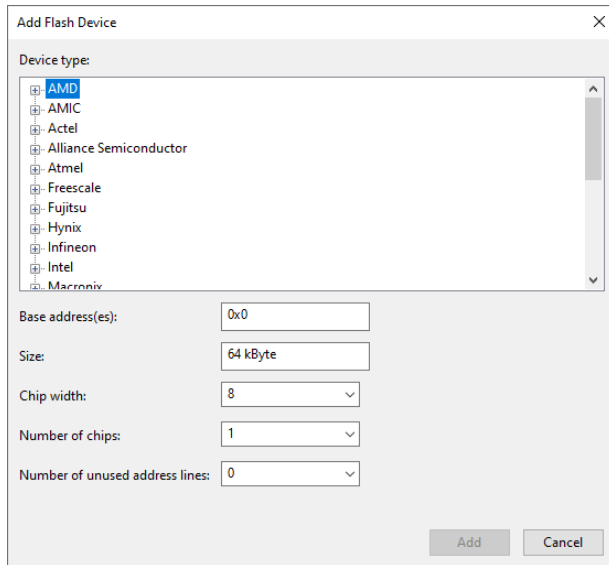 Add Flash Device
Device type:
AMD
AMIC
Actel
Alliance Semiconductor
Atmel
Freescale
Fujitsu
Hynix
Infineon
Intel
Macronix
Base address(es): 0x0
Size: 64 kByte
Chip width: 8
Number of chips: 1
Number of unused address lines: 0
Add Cancel